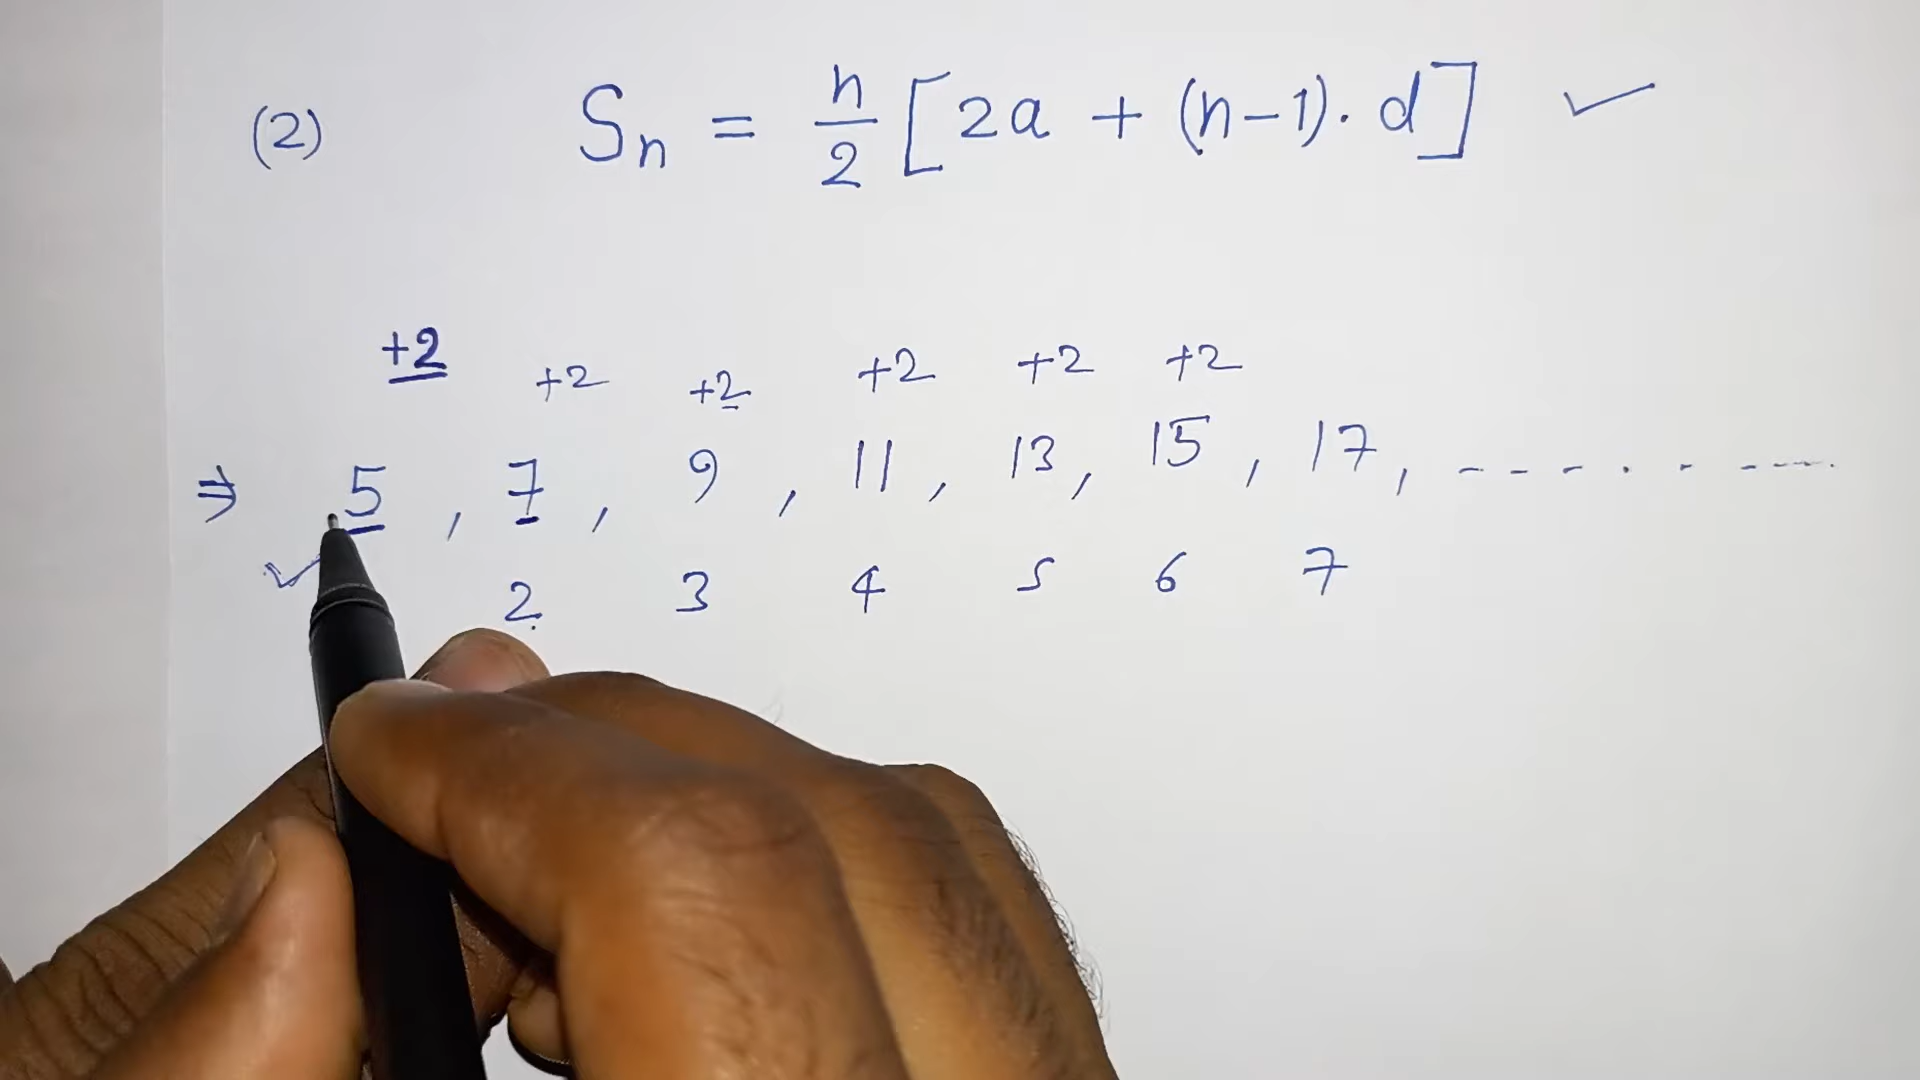 (2) Sn = n/2 [2a + (n-1). d] ✓
+2 +2 +2 +2 +2 +2
⇒ 5 , 7 , 9 , 11 , 13 , 15 , 17 , - - - - - - - - -
✓ 2 3 4 5 6 7